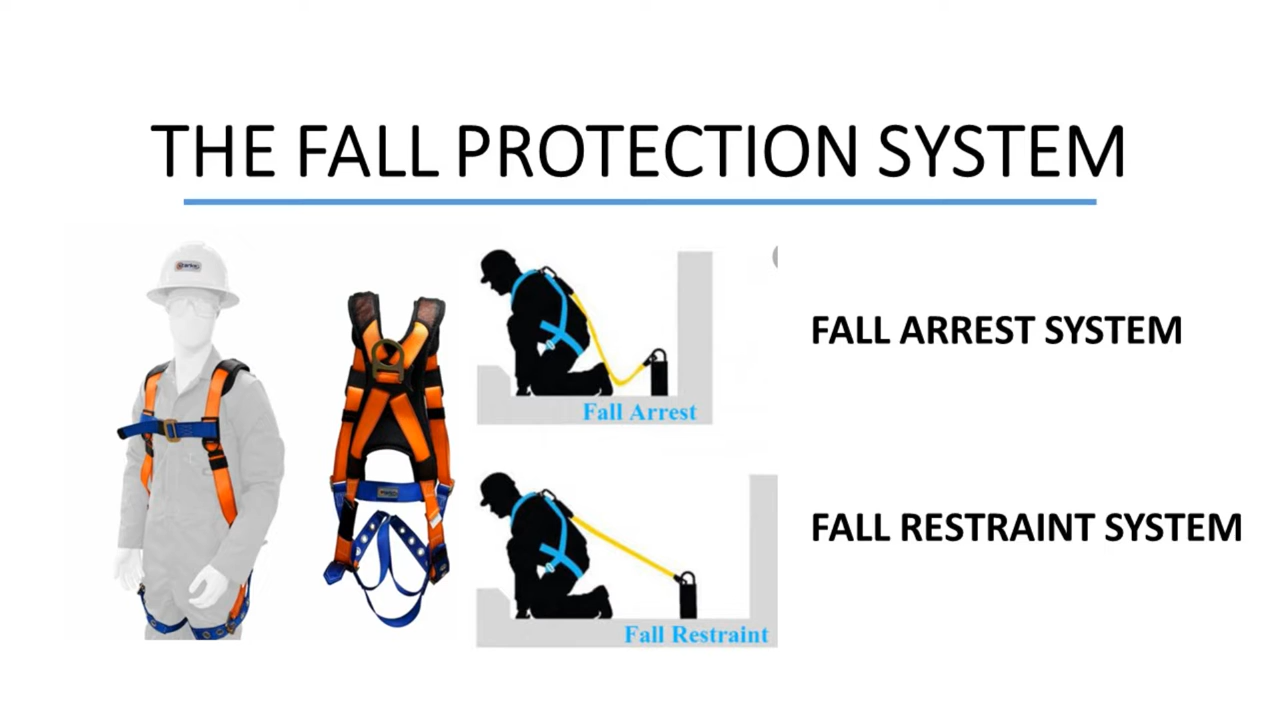 THE FALL PROTECTION SYSTEM
Fall Arrest
FALL ARREST SYSTEM
Fall Restraint
FALL RESTRAINT SYSTEM